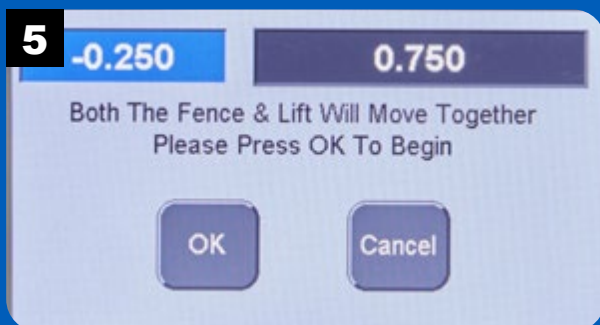 5
-0.250 0.750
Both The Fence & Lift Will Move Together
Please Press OK To Begin
OK Cancel